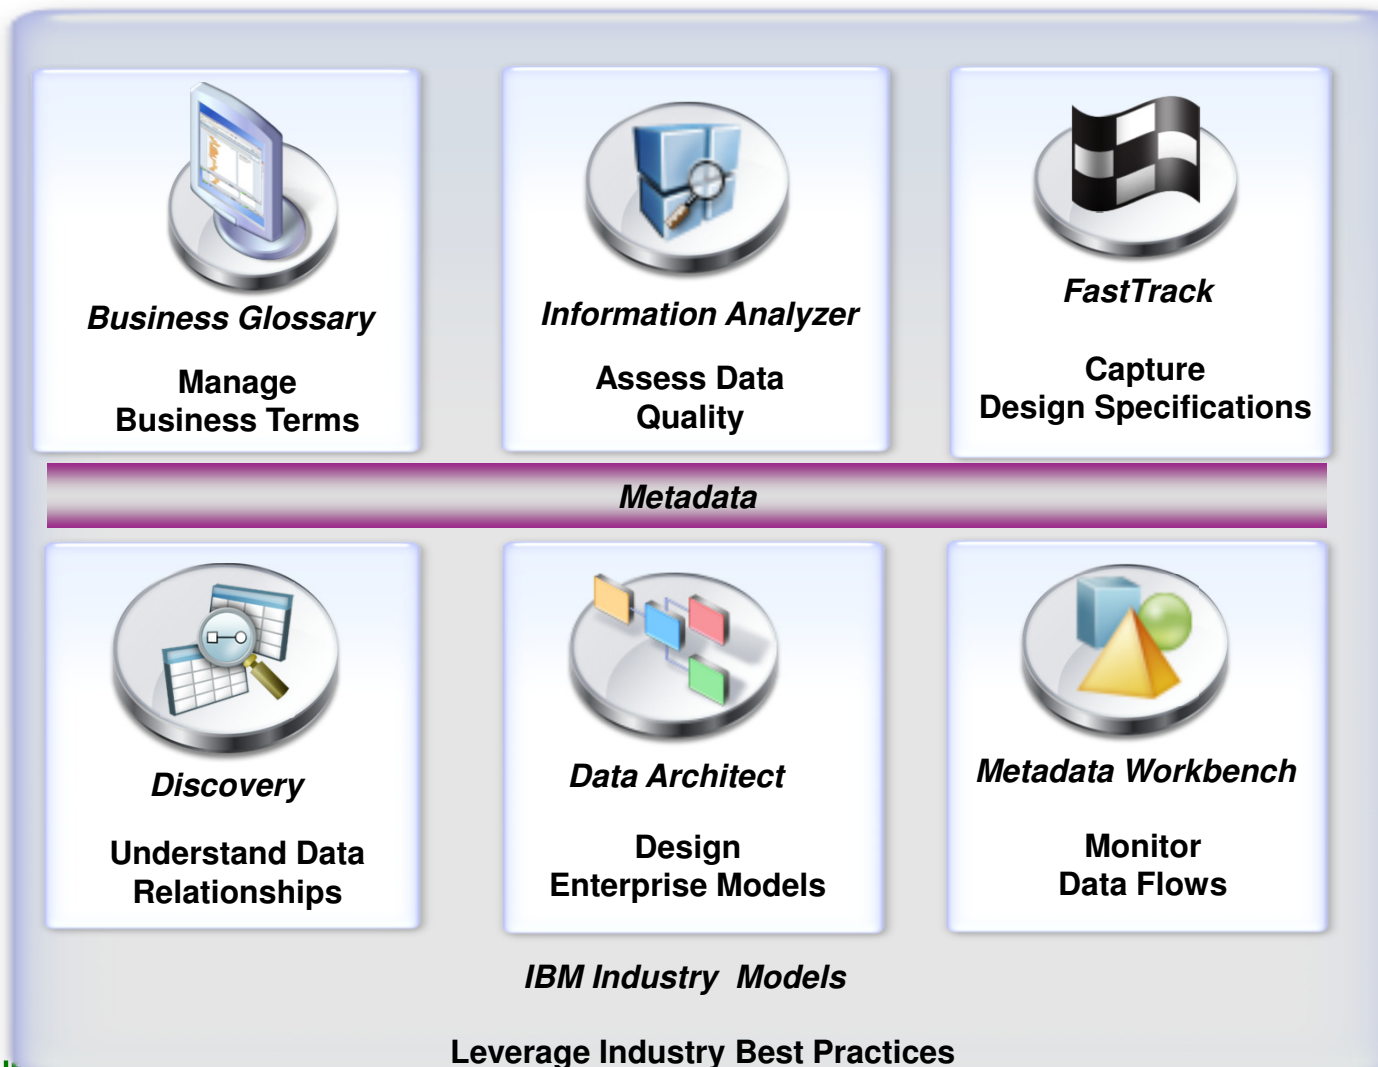 Business Glossary
Manage
Business Terms
Information Analyzer
Assess Data
Quality
FastTrack
Capture
Design Specifications
Metadata
Discovery
Understand Data
Relationships
Data Architect
Design
Enterprise Models
Metadata Workbench
Monitor
Data Flows
IBM Industry Models
Leverage Industry Best Practices